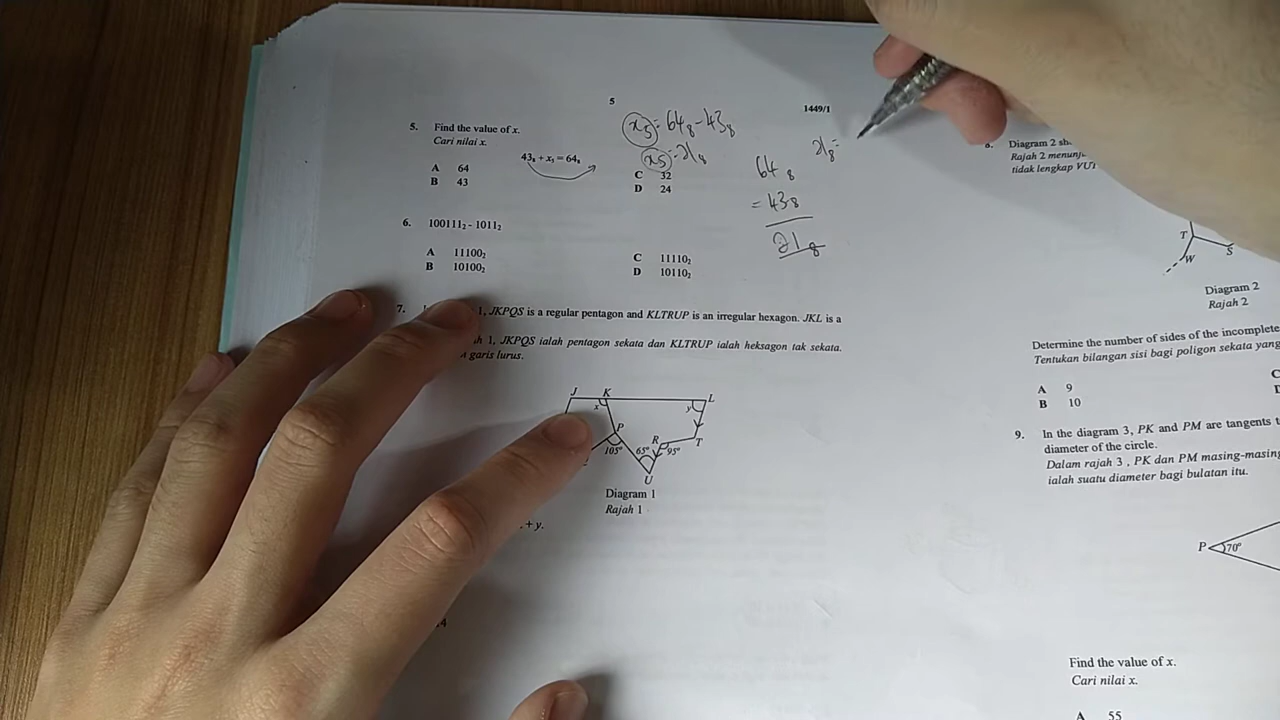 5
1449/1
5. Find the value of x.
Cari nilai x.
43₈ + x₅ = 64₈
A 64
B 43
C 32
D 24
x₅ = 64₈ - 43₈
x₅ = 21₈
64₈
= 43₈
21₈
21₈ =
6. 100111₂ - 1011₂
A 11100₂
B 10100₂
C 11110₂
D 10110₂
7. 1, JKPQS is a regular pentagon and KLTRUP is an irregular hexagon. JKL is a
1, JKPQS ialah pentagon sekata dan KLTRUP ialah heksagon tak sekata.
garis lurus.
J K L
x y
P R T
105° 65° 95°
U
Diagram 1
Rajah 1
+ y.
8. Diagram 2
Rajah 2
tidak lengkap
T
S
W
Diagram 2
Rajah 2
Determine the number of sides of the incomplete
Tentukan bilangan sisi bagi poligon sekata yang
A 9
B 10
C
9. In the diagram 3, PK and PM are tangents
diameter of the circle.
Dalam rajah 3 , PK dan PM masing-masing
ialah suatu diameter bagi bulatan itu.
P 70°
Find the value of x.
Cari nilai x.
A 55